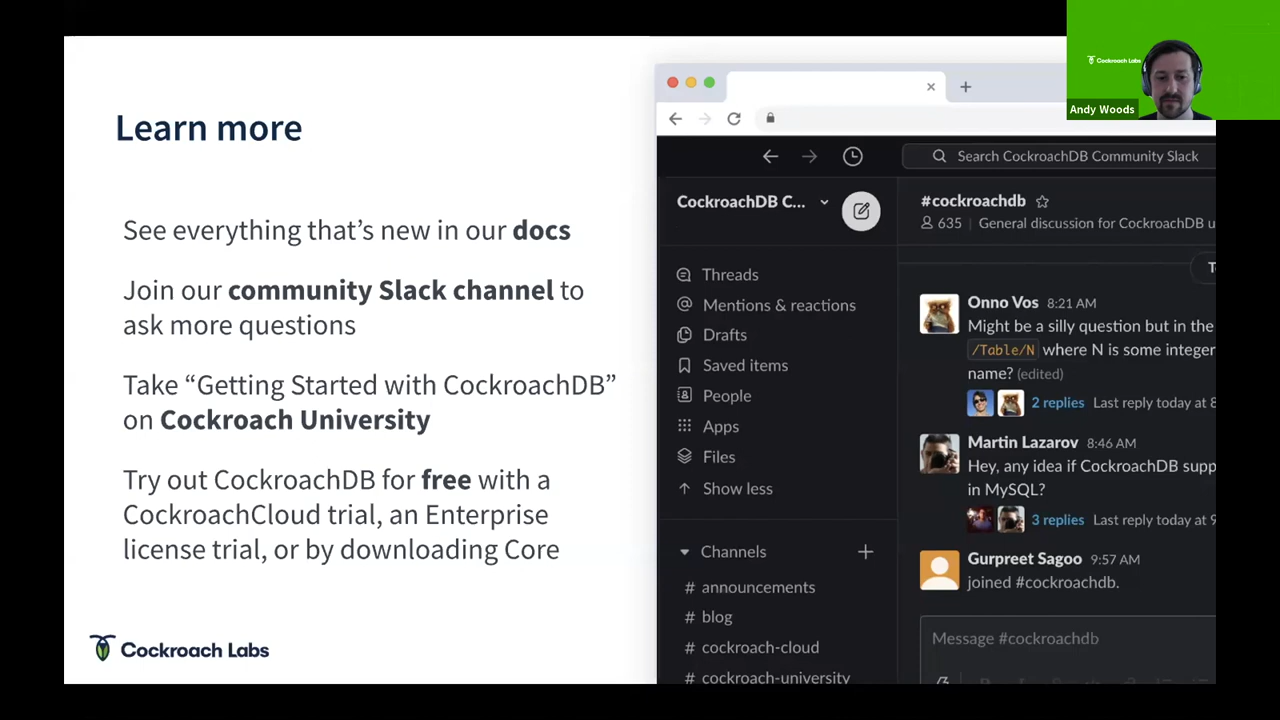 Learn more
See everything that’s new in our docs
Join our community Slack channel to
ask more questions
Take “Getting Started with CockroachDB”
on Cockroach University
Try out CockroachDB for free with a
CockroachCloud trial, an Enterprise
license trial, or by downloading Core
Cockroach Labs
Search CockroachDB Community Slack
CockroachDB C...
Threads
Mentions & reactions
Drafts
Saved items
People
Apps
Files
Show less
Channels
# announcements
# blog
# cockroach-cloud
# cockroach-university
#cockroachdb
635 | General discussion for CockroachDB u
Onno Vos 8:21 AM
Might be a silly question but in the
/Table/N where N is some integer
name? (edited)
2 replies Last reply today at 8
Martin Lazarov 8:46 AM
Hey, any idea if CockroachDB supp
in MySQL?
3 replies Last reply today at 9
Gurpreet Sagoo 9:57 AM
joined #cockroachdb.
Message #cockroachdb
Cockroach Labs
Andy Woods